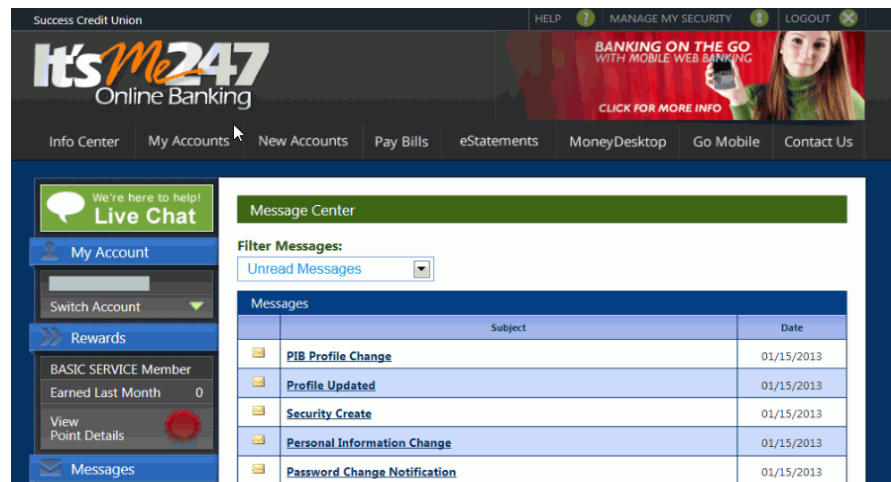 Success Credit Union
HELP ? MANAGE MY SECURITY LOGOUT
It's Me 247
Online Banking
BANKING ON THE GO
WITH MOBILE WEB BANKING
CLICK FOR MORE INFO
Info Center My Accounts New Accounts Pay Bills eStatements MoneyDesktop Go Mobile Contact Us
We're here to help!
Live Chat
My Account
Switch Account
Rewards
BASIC SERVICE Member
Earned Last Month 0
View
Point Details
Messages
Message Center
Filter Messages:
Unread Messages
Messages
Subject Date
PIB Profile Change 01/15/2013
Profile Updated 01/15/2013
Security Create 01/15/2013
Personal Information Change 01/15/2013
Password Change Notification 01/15/2013